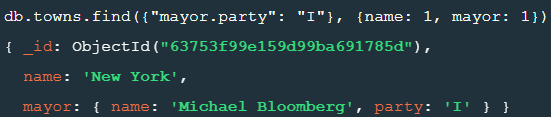 db.towns.find({"mayor.party": "I"}, {name: 1, mayor: 1})
{ _id: ObjectId("63753f99e159d99ba691785d"),
name: 'New York',
mayor: { name: 'Michael Bloomberg', party: 'I' } }